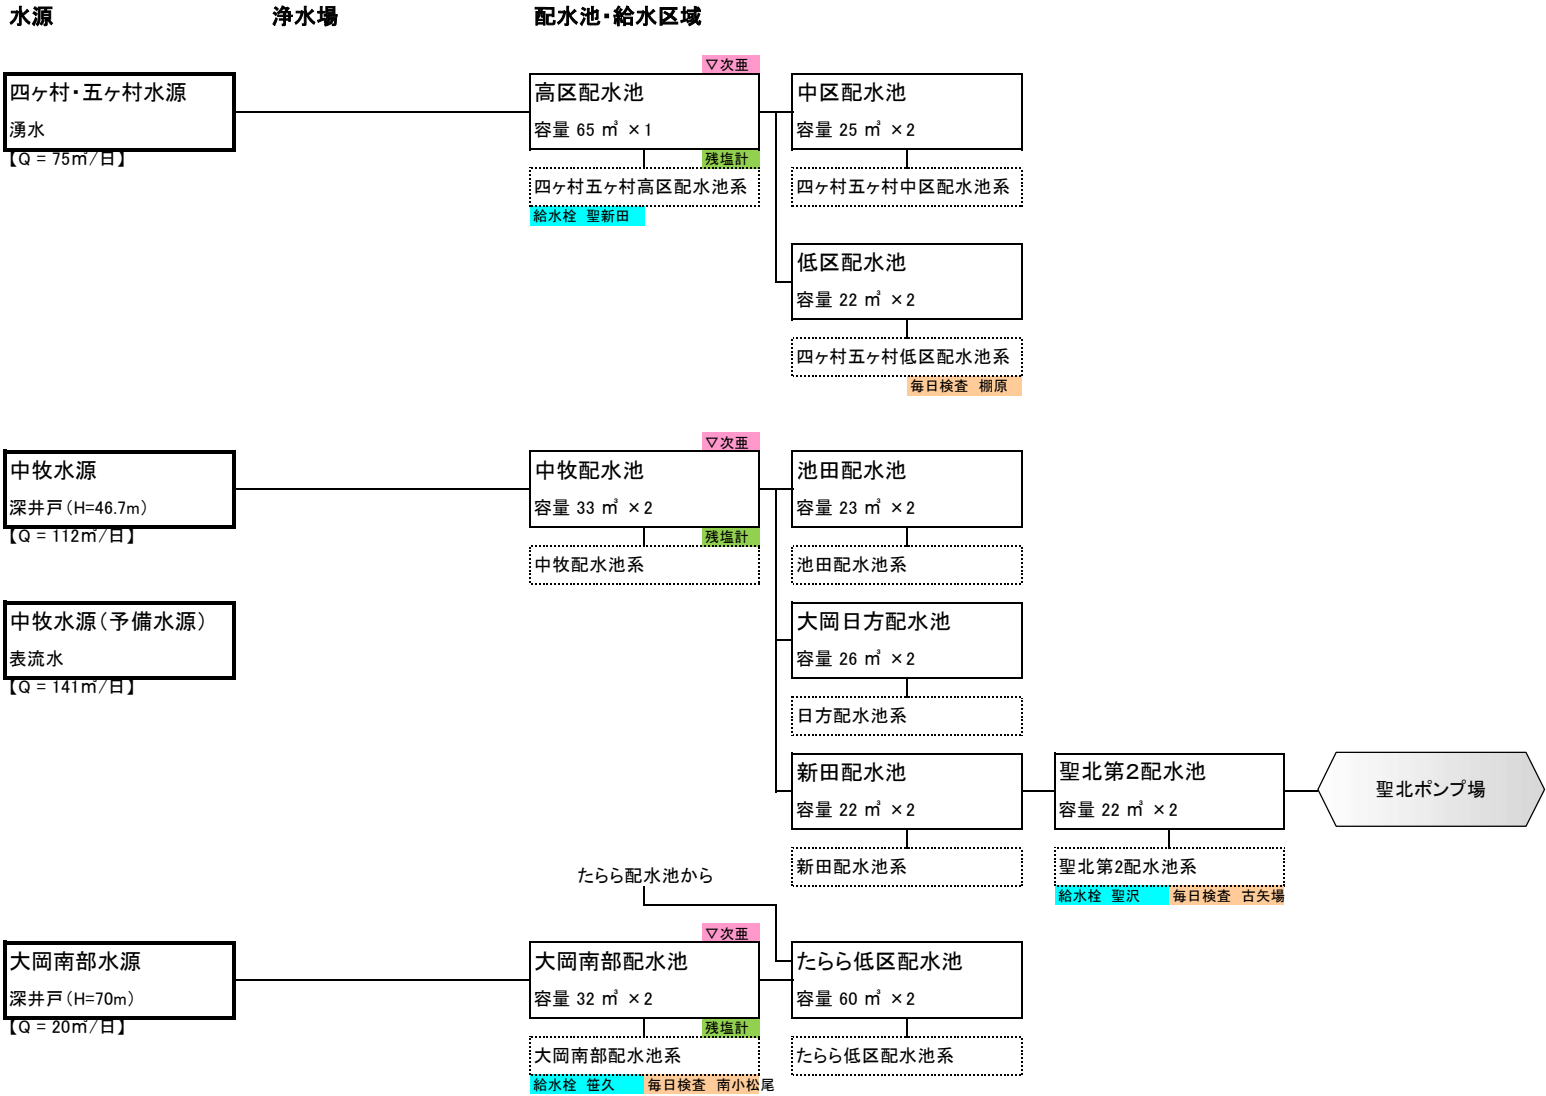 水源
浄水場
配水池・給水区域
▽次亜
四ヶ村・五ヶ村水源
湧水
【Q = 75㎥/日】
高区配水池
容量 65 ㎥ ×1
残塩計
四ヶ村五ヶ村高区配水池系
給水栓 聖新田
中区配水池
容量 25 ㎥ ×2
四ヶ村五ヶ村中区配水池系
低区配水池
容量 22 ㎥ ×2
四ヶ村五ヶ村低区配水池系
毎日検査 棚原
▽次亜
中牧水源
深井戸（H=46.7m）
【Q = 112㎥/日】
中牧配水池
容量 33 ㎥ ×2
残塩計
中牧配水池系
池田配水池
容量 23 ㎥ ×2
池田配水池系
中牧水源（予備水源）
表流水
【Q = 141㎥/日】
大岡日方配水池
容量 26 ㎥ ×2
日方配水池系
新田配水池
容量 22 ㎥ ×2
新田配水池系
聖北第２配水池
容量 22 ㎥ ×2
聖北第2配水池系
給水栓 聖沢
毎日検査 古矢場
聖北ポンプ場
たらら配水池から
▽次亜
大岡南部水源
深井戸（H=70m）
【Q = 20㎥/日】
大岡南部配水池
容量 32 ㎥ ×2
残塩計
大岡南部配水池系
給水栓 笹久
毎日検査 南小松尾
たらら低区配水池
容量 60 ㎥ ×2
たらら低区配水池系